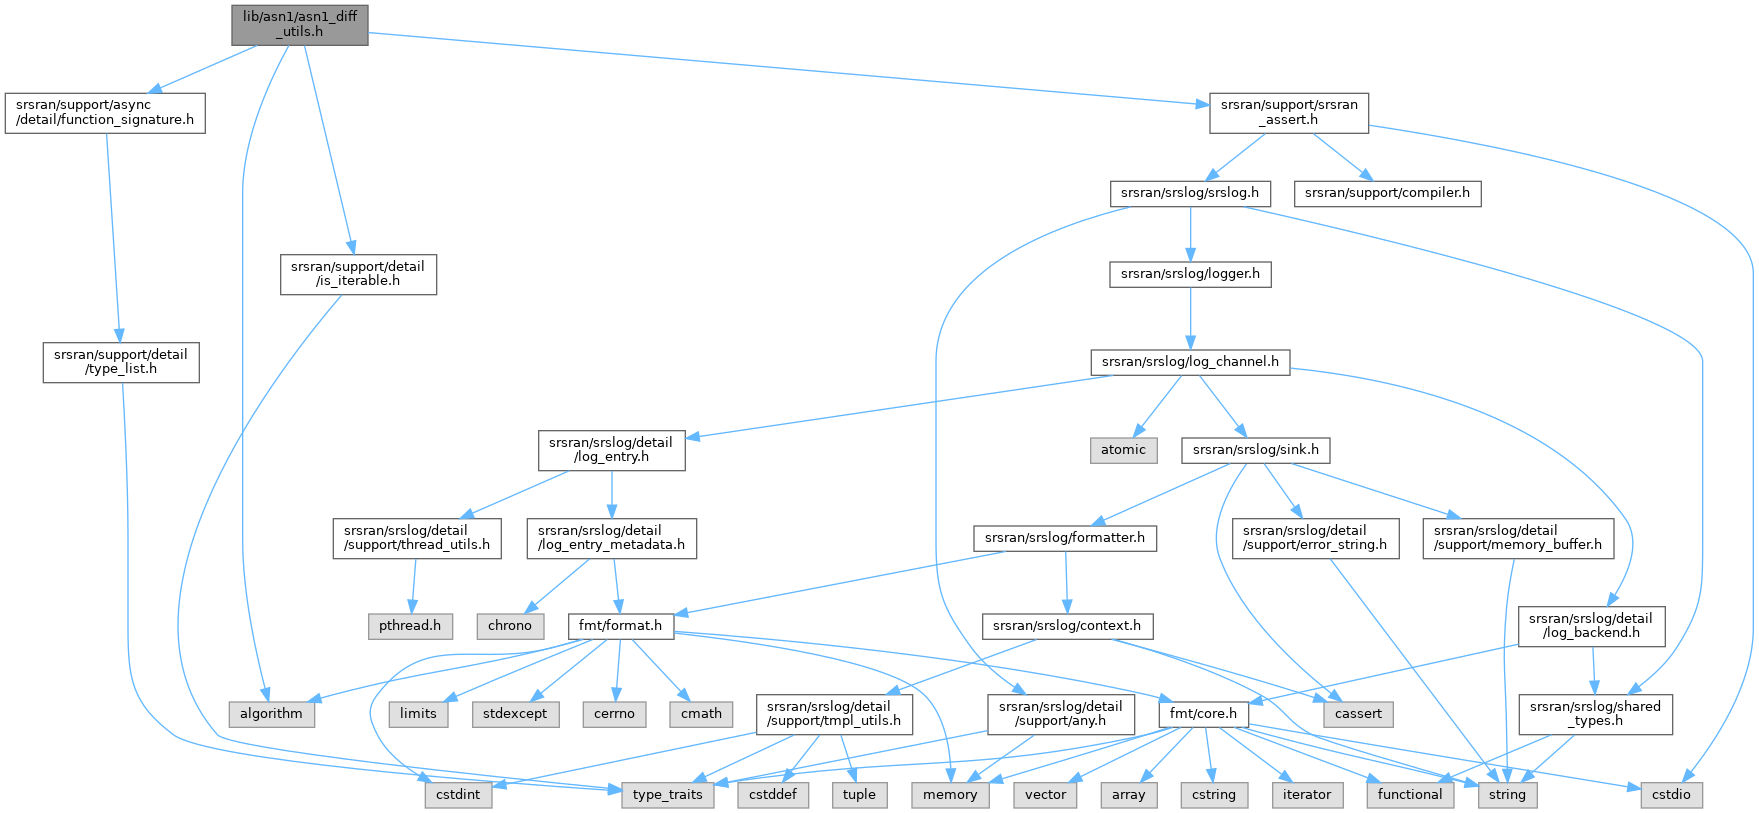 lib/asn1/asn1_diff
_utils.h
srsran/support/async
/detail/function_signature.h
srsran/support/srsran
_assert.h
srsran/srslog/srslog.h
srsran/support/compiler.h
srsran/support/detail
/is_iterable.h
srsran/srslog/logger.h
srsran/support/detail
/type_list.h
srsran/srslog/log_channel.h
srsran/srslog/detail
/log_entry.h
atomic
srsran/srslog/sink.h
srsran/srslog/detail
/support/thread_utils.h
srsran/srslog/detail
/log_entry_metadata.h
srsran/srslog/formatter.h
srsran/srslog/detail
/support/error_string.h
srsran/srslog/detail
/support/memory_buffer.h
pthread.h
chrono
fmt/format.h
srsran/srslog/context.h
srsran/srslog/detail
/log_backend.h
algorithm
limits
stdexcept
cerrno
cmath
srsran/srslog/detail
/support/tmpl_utils.h
srsran/srslog/detail
/support/any.h
fmt/core.h
cassert
srsran/srslog/shared
_types.h
cstdint
type_traits
cstddef
tuple
memory
vector
array
cstring
iterator
functional
string
cstdio